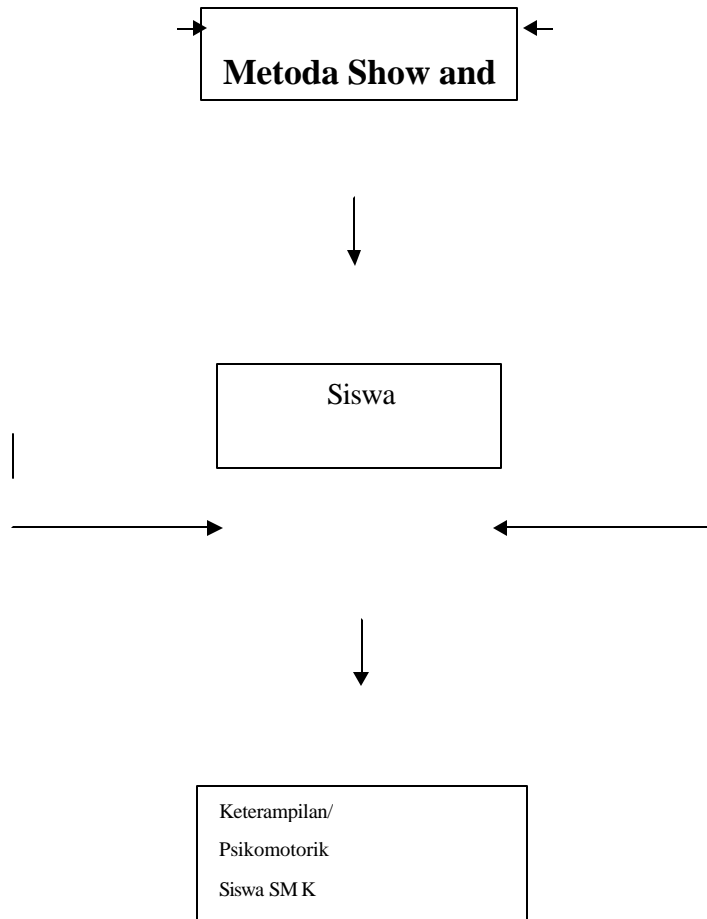 Metoda Show and
Siswa
Keterampilan/
Psikomotorik
Siswa SM K